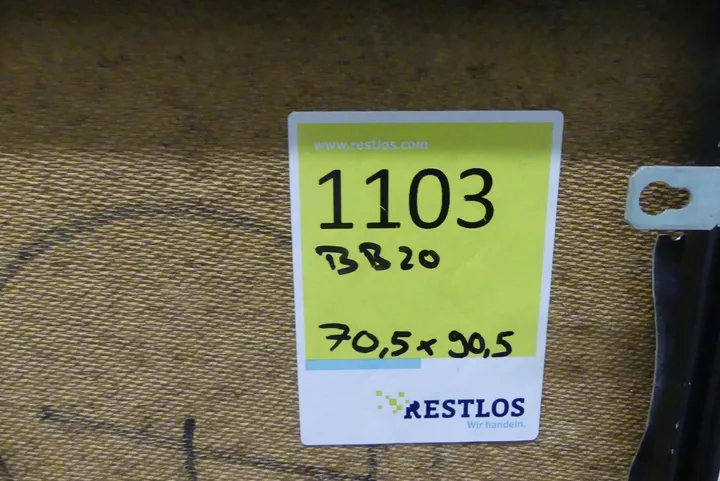 www.restlos.com
1103
BB20
70,5 x 90,5
RESTLOS
Wir handeln.